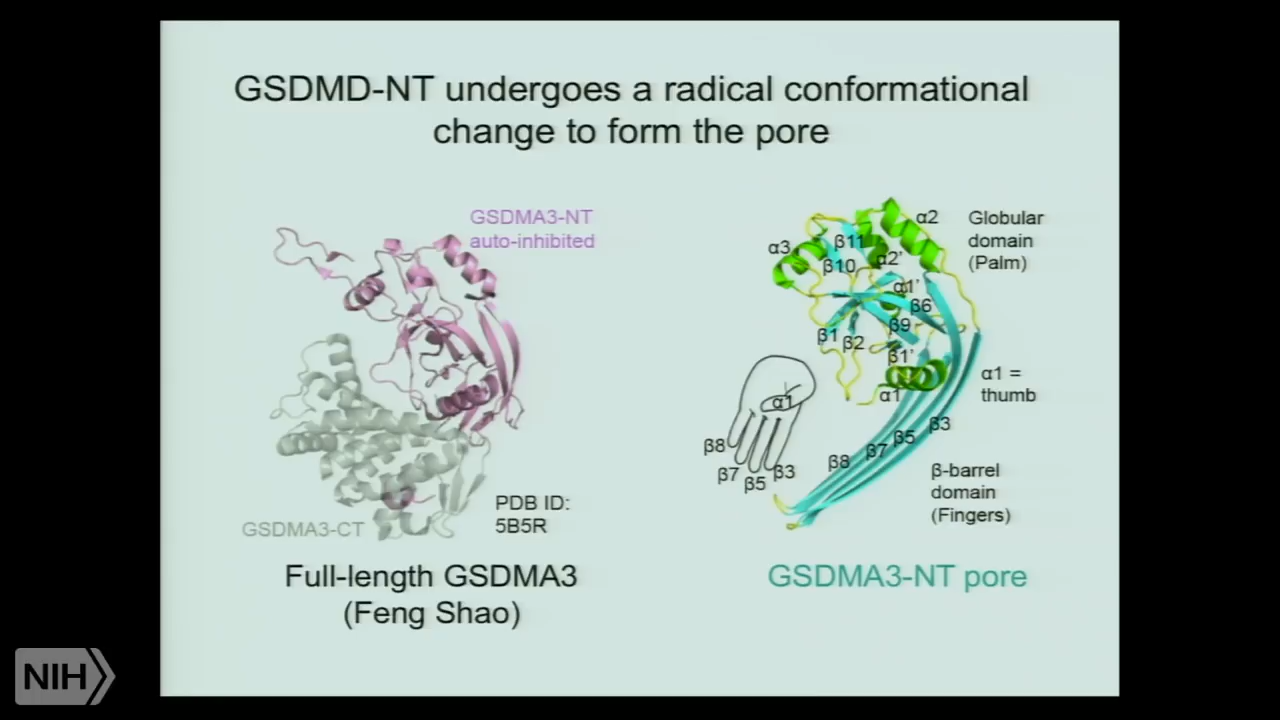 GSDMD-NT undergoes a radical conformational
change to form the pore
GSDMA3-NT
auto-inhibited
GSDMA3-CT
PDB ID:
5B5R
Full-length GSDMA3
(Feng Shao)
α3
β11
β10
α2
α2'
α1'
β6
β9
β1
β2
β1'
α1
Globular
domain
(Palm)
α1 =
thumb
α1
β8
β7
β5
β3
β8
β7
β5
β3
β-barrel
domain
(Fingers)
GSDMA3-NT pore
NIH